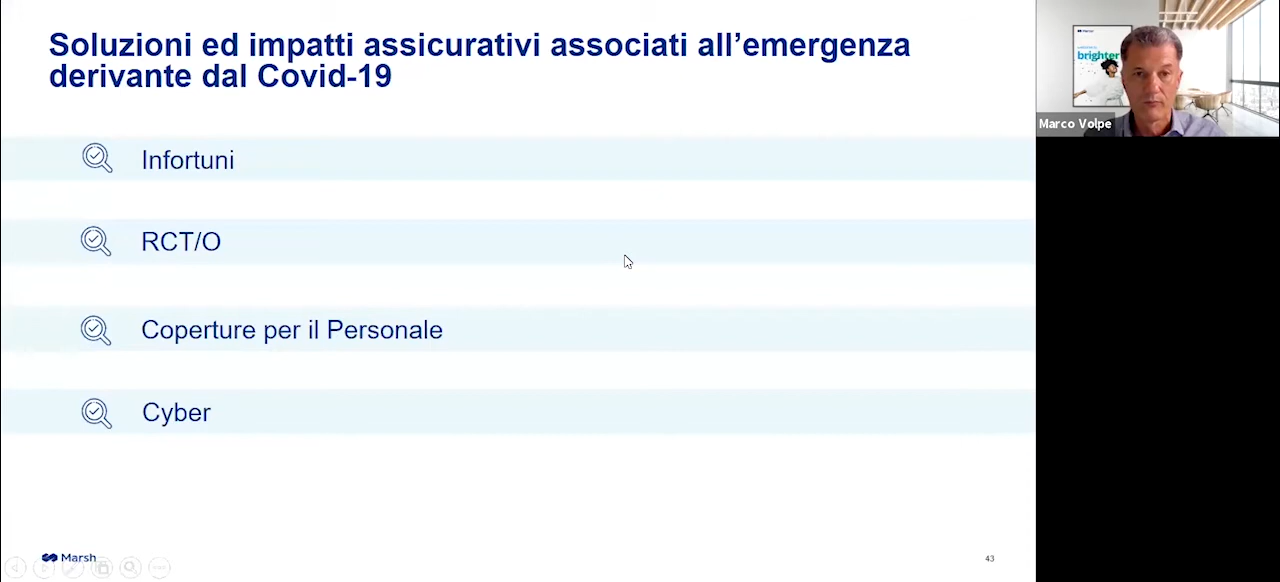 Soluzioni ed impatti assicurativi associati all’emergenza
derivante dal Covid-19
Infortuni
RCT/O
Coperture per il Personale
Cyber
Marsh
43
brighter
Marco Volpe